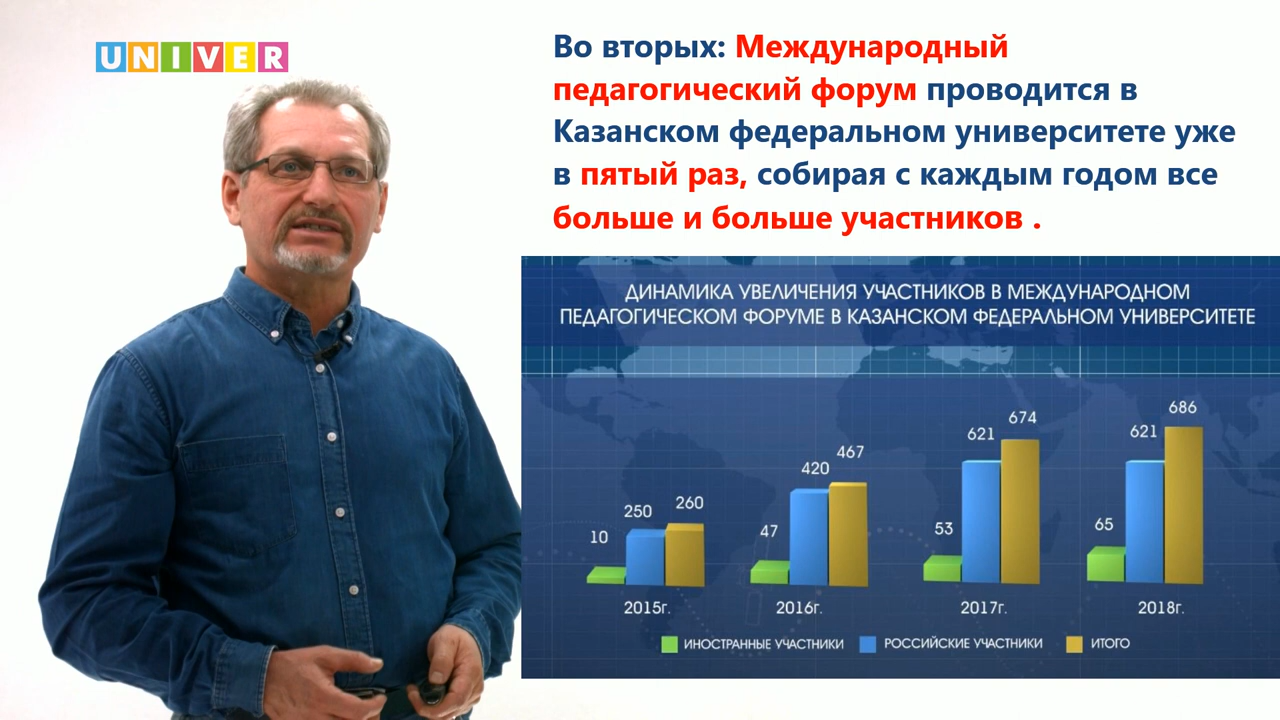 UNIVER
Во вторых: Международный
педагогический форум проводится в
Казанском федеральном университете уже
в пятый раз, собирая с каждым годом все
больше и больше участников .
ДИНАМИКА УВЕЛИЧЕНИЯ УЧАСТНИКОВ В МЕЖДУНАРОДНОМ
ПЕДАГОГИЧЕСКОМ ФОРУМЕ В КАЗАНСКОМ ФЕДЕРАЛЬНОМ УНИВЕРСИТЕТЕ
10 250 260
47 420 467
53 621 674
65 621 686
2015г. 2016г. 2017г. 2018г.
ИНОСТРАННЫЕ УЧАСТНИКИ РОССИЙСКИЕ УЧАСТНИКИ ИТОГО